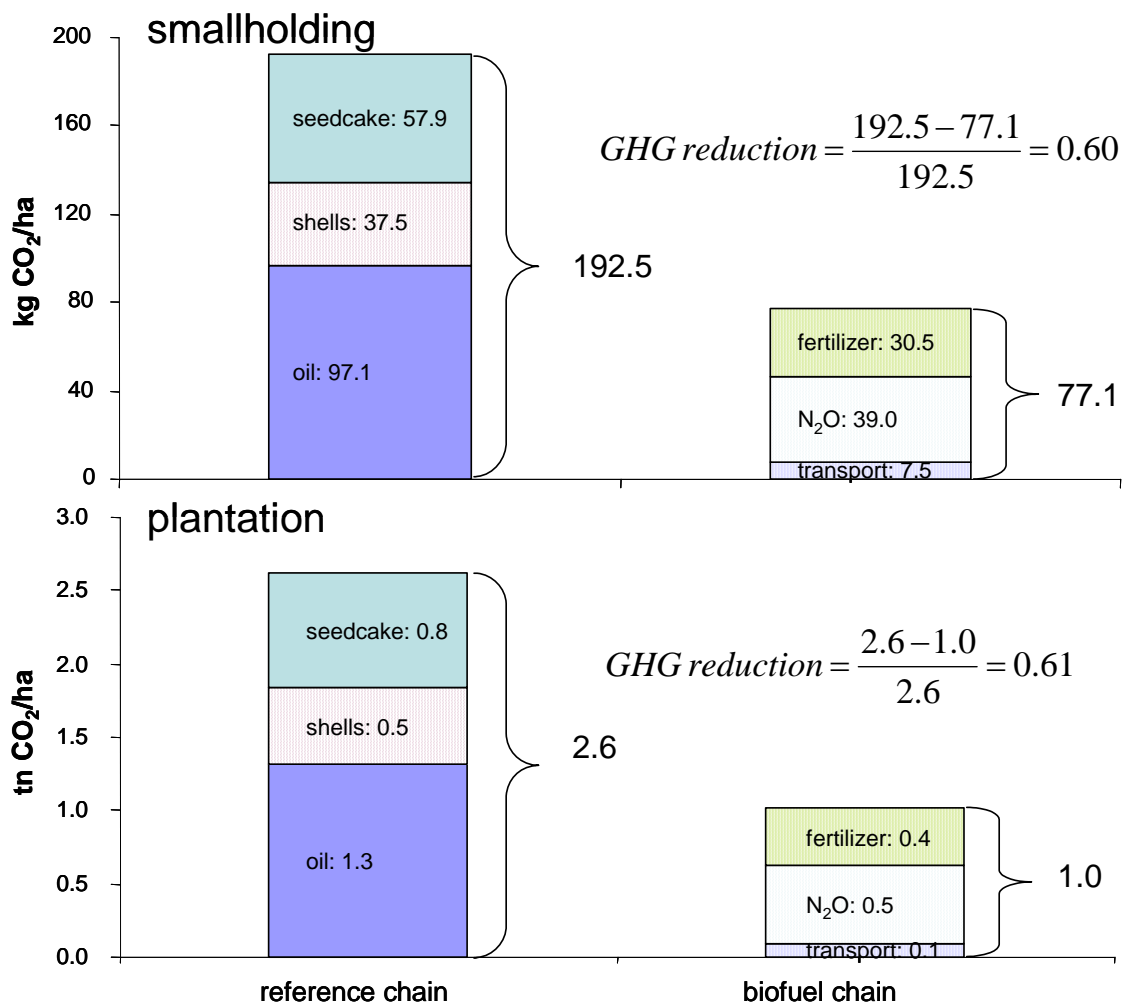 smallholding
200
160
120
80
40
0
kg CO₂/ha
seedcake: 57.9
shells: 37.5
oil: 97.1
192.5
GHG reduction = (192.5 − 77.1) / 192.5 = 0.60
fertilizer: 30.5
N₂O: 39.0
transport: 7.5
77.1
plantation
3.0
2.5
2.0
1.5
1.0
0.5
0.0
tn CO₂/ha
seedcake: 0.8
shells: 0.5
oil: 1.3
2.6
GHG reduction = (2.6 − 1.0) / 2.6 = 0.61
fertilizer: 0.4
N₂O: 0.5
transport: 0.1
1.0
reference chain
biofuel chain